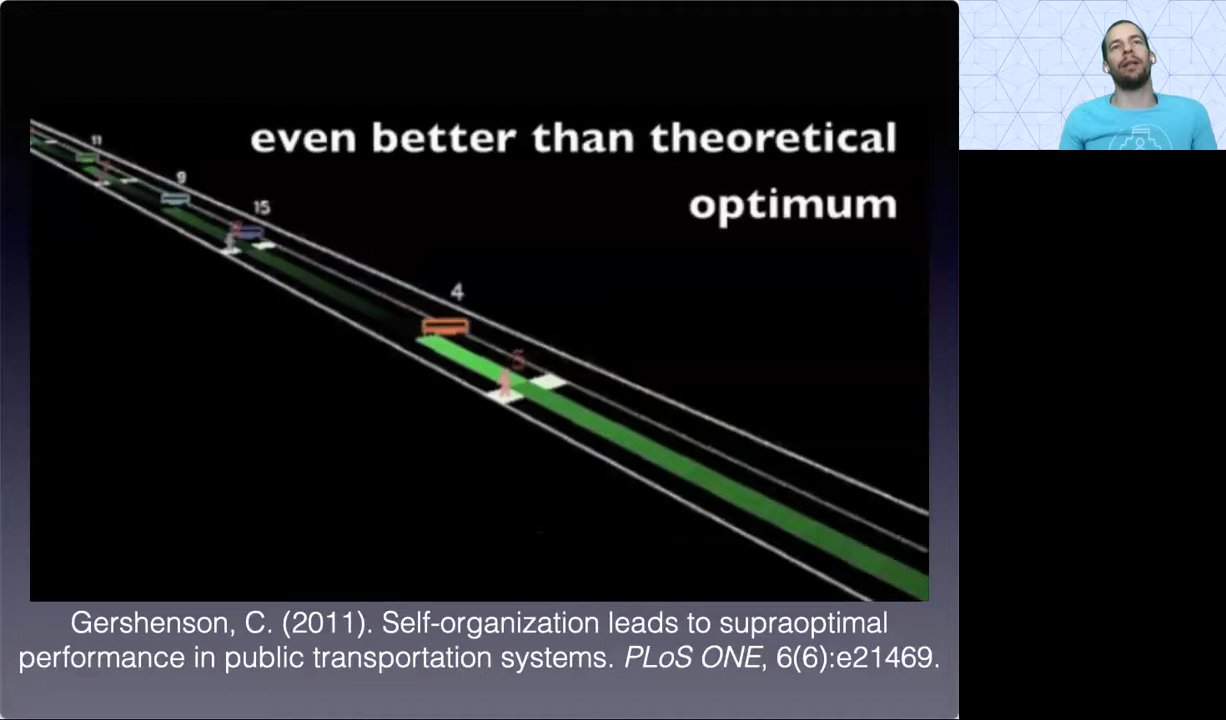 even better than theoretical
optimum
11
9
15
4
5
Gershenson, C. (2011). Self-organization leads to supraoptimal
performance in public transportation systems. PLoS ONE, 6(6):e21469.